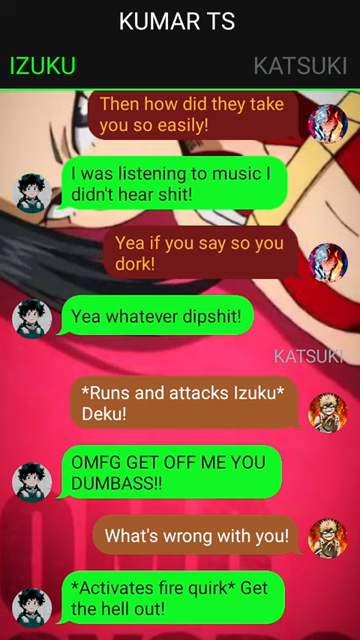 KUMAR TS
IZUKU
KATSUKI
Then how did they take
you so easily!
I was listening to music I
didn't hear shit!
Yea if you say so you
dork!
Yea whatever dipshit!
KATSUKI
*Runs and attacks Izuku*
Deku!
OMFG GET OFF ME YOU
DUMBASS!!
What's wrong with you!
*Activates fire quirk* Get
the hell out!